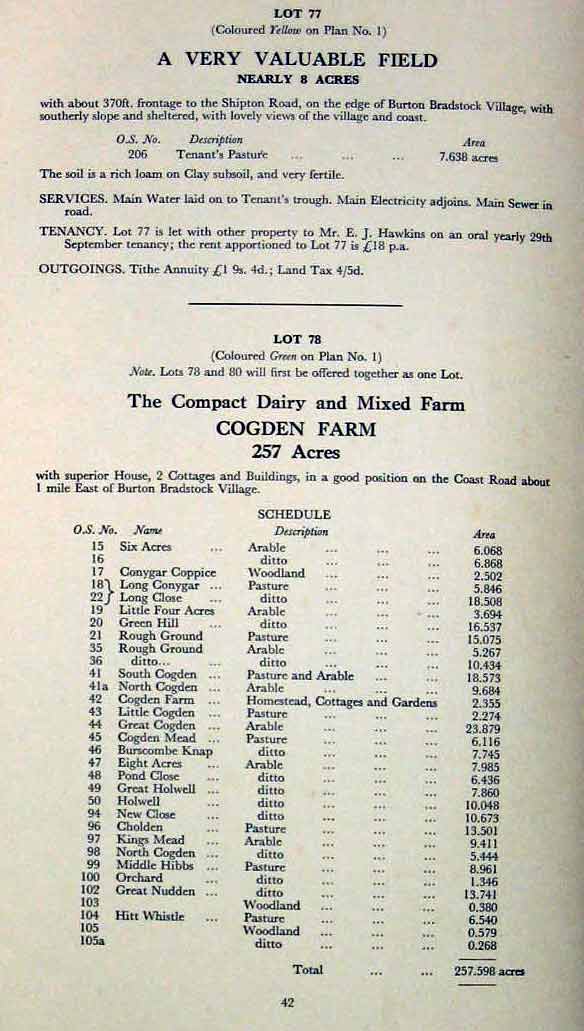 LOT 77
(Coloured Yellow on Plan No. 1)
A VERY VALUABLE FIELD
NEARLY 8 ACRES
with about 370ft. frontage to the Shipton Road, on the edge of Burton Bradstock Village, with
southerly slope and sheltered, with lovely views of the village and coast.
O.S. No. Description Area
206 Tenant's Pasture ... ... ... 7.638 acres
The soil is a rich loam on Clay subsoil, and very fertile.
SERVICES. Main Water laid on to Tenant's trough. Main Electricity adjoins. Main Sewer in
road.
TENANCY. Lot 77 is let with other property to Mr. E. J. Hawkins on an oral yearly 29th
September tenancy; the rent apportioned to Lot 77 is £18 p.a.
OUTGOINGS. Tithe Annuity £1 9s. 4d.; Land Tax 4/5d.
LOT 78
(Coloured Green on Plan No. 1)
Note. Lots 78 and 80 will first be offered together as one Lot.
The Compact Dairy and Mixed Farm
COGDEN FARM
257 Acres
with superior House, 2 Cottages and Buildings, in a good position on the Coast Road about
1 mile East of Burton Bradstock Village.
SCHEDULE
O.S. No. Name Description Area
15 Six Acres ... Arable ... ... ... 6.068
16 ditto ... ... ... 6.868
17 Conygar Coppice Woodland ... ... ... 2.502
18} Long Conygar ... Pasture ... ... ... 5.846
22} Long Close ... ditto ... ... ... 18.508
19 Little Four Acres Arable ... ... ... 3.694
20 Green Hill ... ditto ... ... ... 16.537
21 Rough Ground Pasture ... ... ... 15.075
35 Rough Ground Arable ... ... ... 5.267
36 ditto... ... ditto ... ... ... 10.434
41 South Cogden ... Pasture and Arable ... ... 18.573
41a North Cogden ... Arable ... ... ... 9.684
42 Cogden Farm ... Homestead, Cottages and Gardens 2.355
43 Little Cogden ... Pasture ... ... ... 2.274
44 Great Cogden ... Arable ... ... ... 23.879
45 Cogden Mead ... Pasture ... ... ... 6.116
46 Burscombe Knap ditto ... ... ... 7.745
47 Eight Acres ... Arable ... ... ... 7.985
48 Pond Close ... ditto ... ... ... 6.436
49 Great Holwell ... ditto ... ... ... 7.860
50 Holwell ... ditto ... ... ... 10.048
94 New Close ... ditto ... ... ... 10.673
96 Cholden ... Pasture ... ... ... 13.501
97 Kings Mead ... Arable ... ... ... 9.411
98 North Cogden ... ditto ... ... ... 5.444
99 Middle Hibbs ... Pasture ... ... ... 8.961
100 Orchard ... ditto ... ... ... 1.346
102 Great Nudden ... ditto ... ... ... 13.741
103 Woodland ... ... ... 0.380
104 Hitt Whistle ... Pasture ... ... ... 6.540
105 Woodland ... ... ... 0.579
105a ditto ... ... ... 0.268
Total ... ... 257.598 acres
42